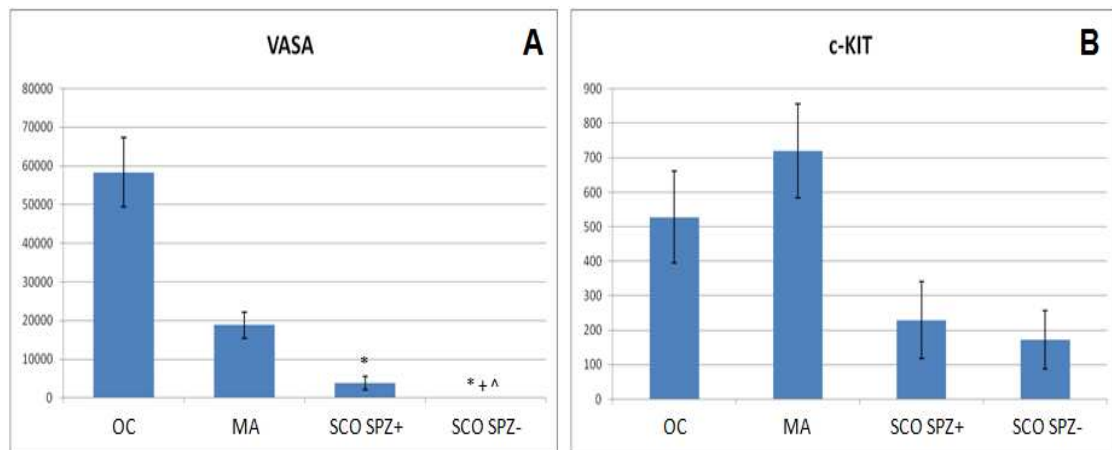 VASA
A
80000
70000
60000
50000
40000
30000
20000
10000
0
*
* + ^
OC MA SCO SPZ+ SCO SPZ-
c-KIT
B
900
800
700
600
500
400
300
200
100
0
OC MA SCO SPZ+ SCO SPZ-